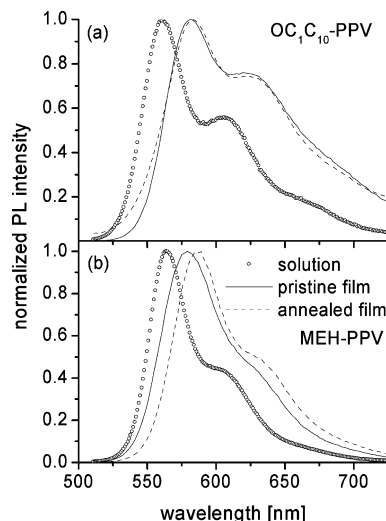 (a)
OC₁C₁₀-PPV
1.0
0.8
0.6
0.4
0.2
(b)
1.0
0.8
0.6
0.4
0.2
0.0
solution
pristine film
annealed film
MEH-PPV
normalized PL intensity
500 550 600 650 700
wavelength [nm]